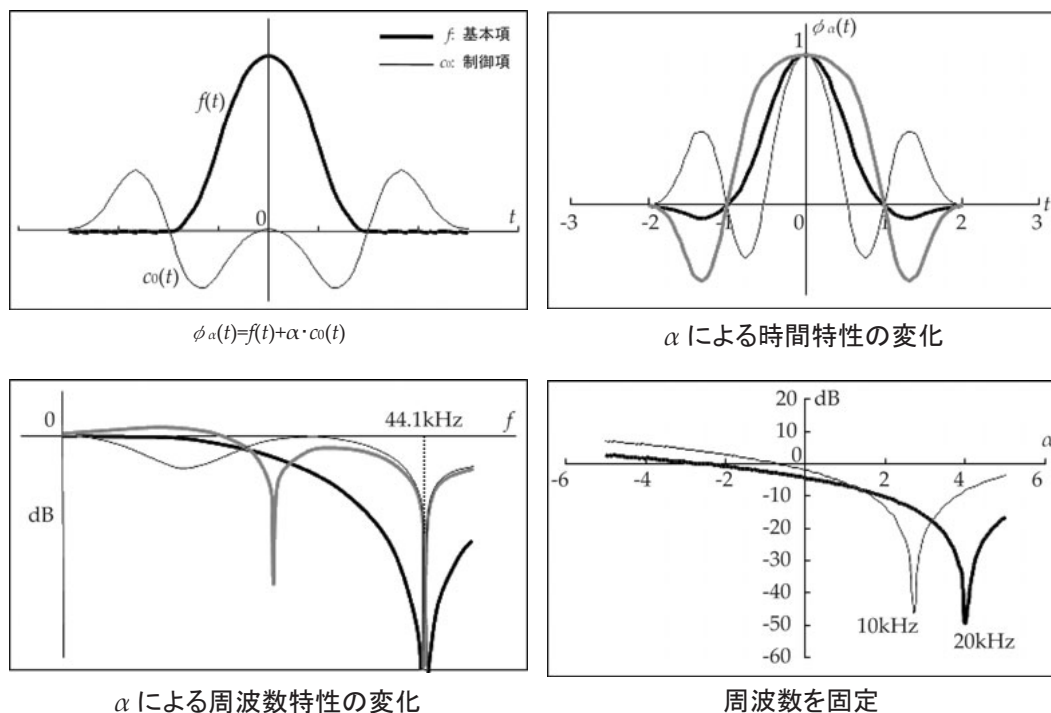 f: 基本項
c0: 制御項
f(t)
0
t
c0(t)
φα(t)=f(t)+α·c0(t)
1
φα(t)
-3 -2 -1 0 1 2 3
t
αによる時間特性の変化
0
44.1kHz
f
dB
αによる周波数特性の変化
20
dB
10
0
α
-6 -4 -2 2 4 6
-10
-20
-30
-40
-50
-60
10kHz
20kHz
周波数を固定